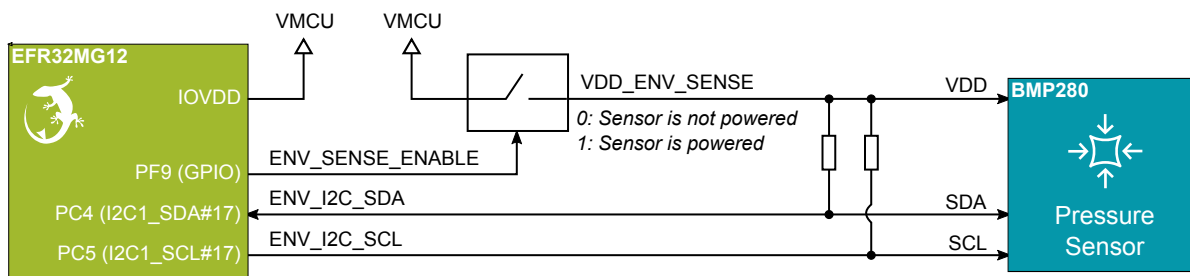 VMCU
VMCU
EFR32MG12
IOVDD
VDD_ENV_SENSE
VDD
BMP280
0: Sensor is not powered
1: Sensor is powered
PF9 (GPIO)
ENV_SENSE_ENABLE
PC4 (I2C1_SDA#17)
ENV_I2C_SDA
SDA
Pressure
Sensor
PC5 (I2C1_SCL#17)
ENV_I2C_SCL
SCL